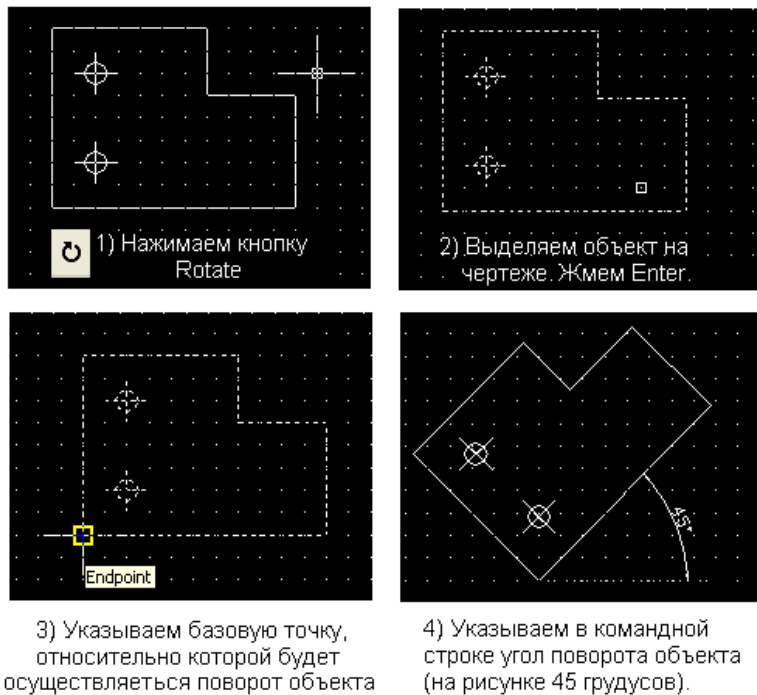 1) Нажимаем кнопку
Rotate
2) Выделяем объект на
чертеже. Жмем Enter.
Endpoint
45°
3) Указываем базовую точку,
относительно которой будет
осуществляеться поворот объекта
4) Указываем в командной
строке угол поворота объекта
(на рисунке 45 грудусов).